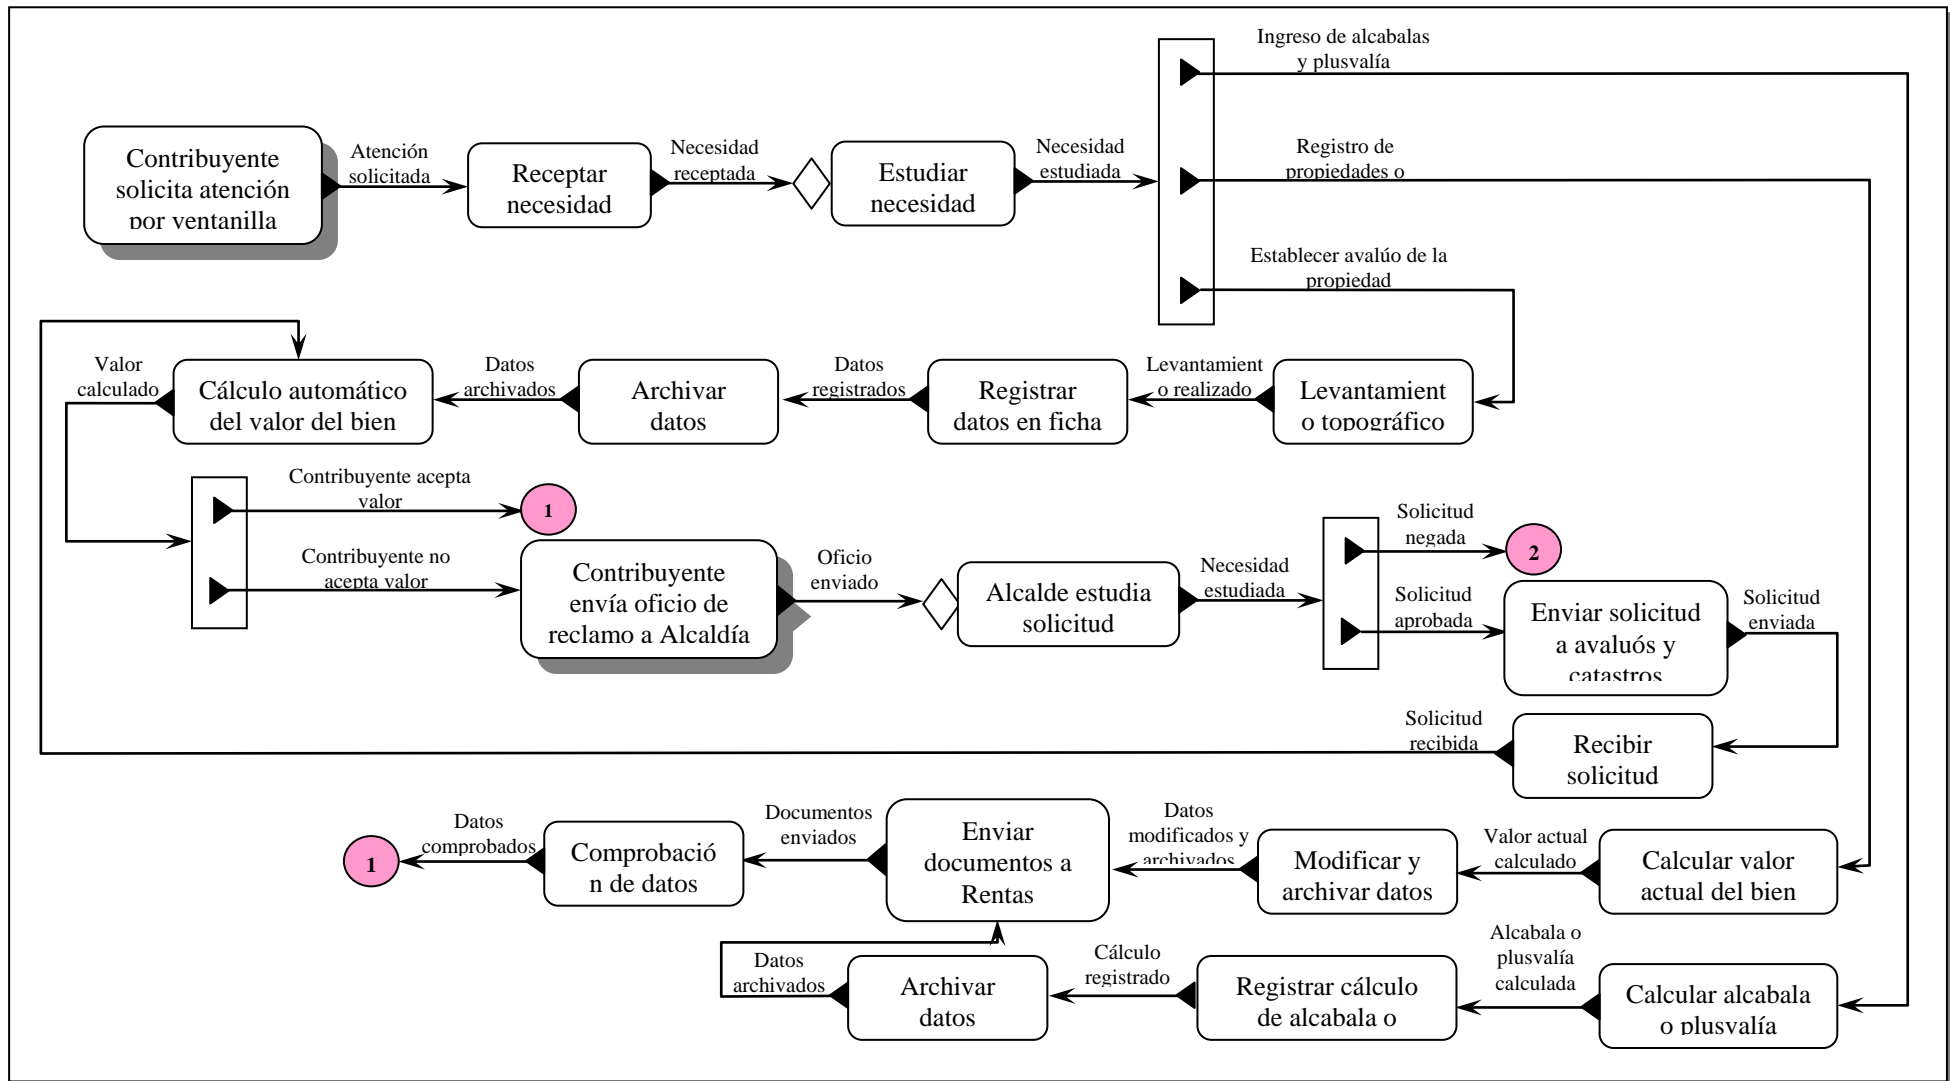 Ingreso de alcabalas
y plusvalía
Contribuyente
solicita atención
por ventanilla
Atención
solicitada
Receptar
necesidad
Necesidad
receptada
Estudiar
necesidad
Necesidad
estudiada
Registro de
propiedades o
Establecer avalúo de la
propiedad
Valor
calculado
Cálculo automático
del valor del bien
Datos
archivados
Archivar
datos
Datos
registrados
Registrar
datos en ficha
Levantamient
o realizado
Levantamient
o topográfico
Contribuyente acepta
valor
1
Contribuyente no
acepta valor
Contribuyente
envía oficio de
reclamo a Alcaldía
Oficio
enviado
Alcalde estudia
solicitud
Necesidad
estudiada
Solicitud
negada
2
Solicitud
aprobada
Enviar solicitud
a avaluós y
catastros
Solicitud
enviada
Solicitud
recibida
Recibir
solicitud
1
Datos
comprobados
Comprobació
n de datos
Documentos
enviados
Enviar
documentos a
Rentas
Datos
modificados y
archivados
Modificar y
archivar datos
Valor actual
calculado
Calcular valor
actual del bien
Datos
archivados
Archivar
datos
Cálculo
registrado
Registrar cálculo
de alcabala o
Alcabala o
plusvalía
calculada
Calcular alcabala
o plusvalía